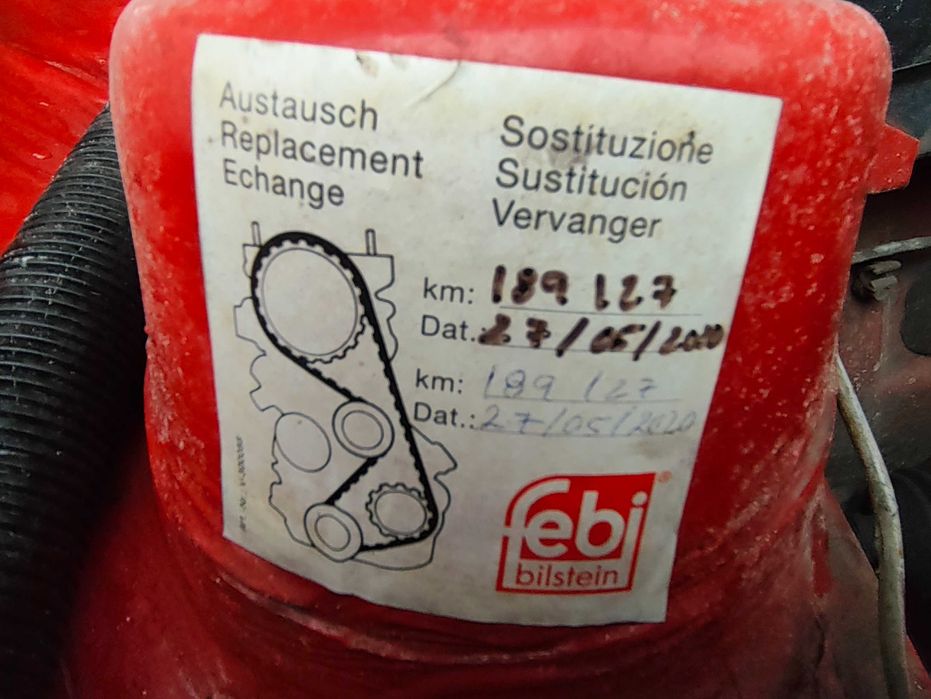 Austausch
Replacement
Echange
Sostituzione
Sustitución
Vervanger
km: 189 127
Dat.: 27/05/2020
km: 189 127
Dat.: 27/05/2020
febi
bilstein